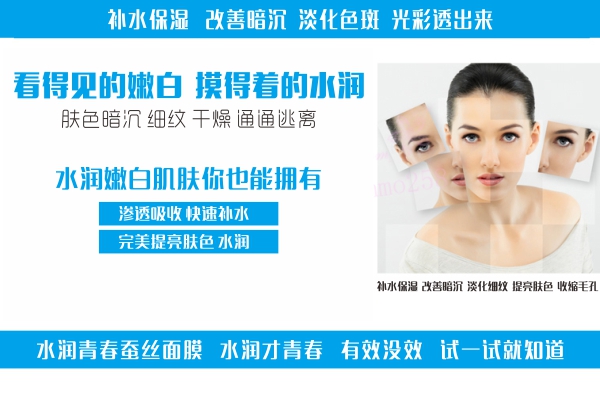 补水保湿 改善暗沉 淡化色斑 光彩透出来
看得见的嫩白 摸得着的水润
肤色暗沉 细纹 干燥 通通逃离
水润嫩白肌肤你也能拥有
渗透吸收 快速补水
完美提亮肤色 水润
补水保湿 改善暗沉 淡化细纹 提亮肤色 收缩毛孔
水润青春蚕丝面膜 水润才青春 有效没效 试一试就知道